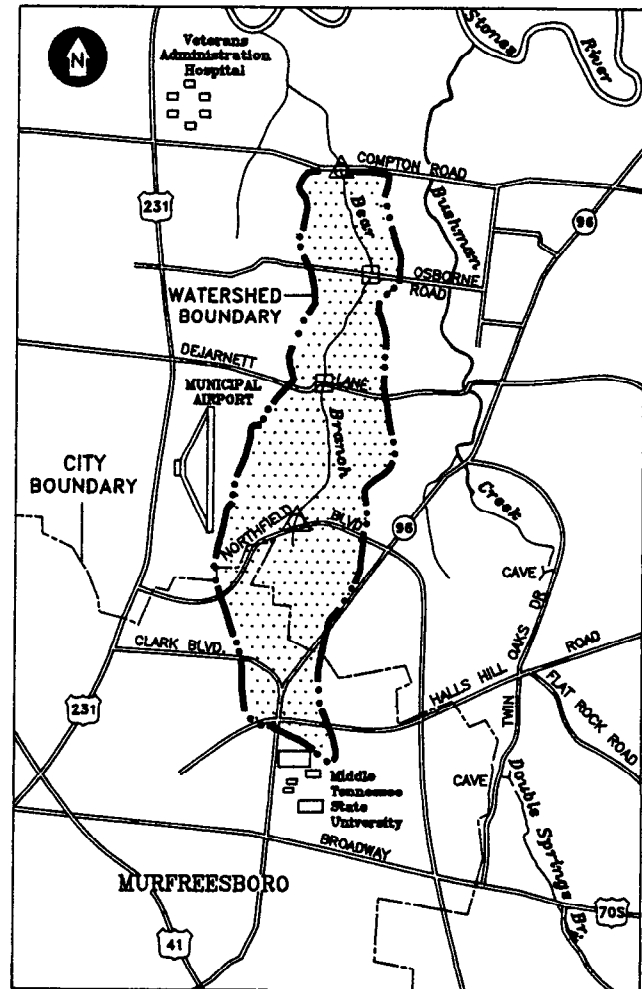 N
Veterans
Administration
Hospital
Stones
River
COMPTON ROAD
231
Bear
Bushman
96
OSBORNE
ROAD
WATERSHED
BOUNDARY
DEJARNETT
LANE
MUNICIPAL
AIRPORT
Branch
CITY
BOUNDARY
NORTHFIELD
BLVD.
96
Creek
CAVE
CLARK BLVD.
TWIN OAKS DR
HALLS HILL ROAD
FLAT ROCK ROAD
231
CAVE
Middle
Tennessee
State
University
Double Springs Br.
BROADWAY
MURFREESBORO
41
70S